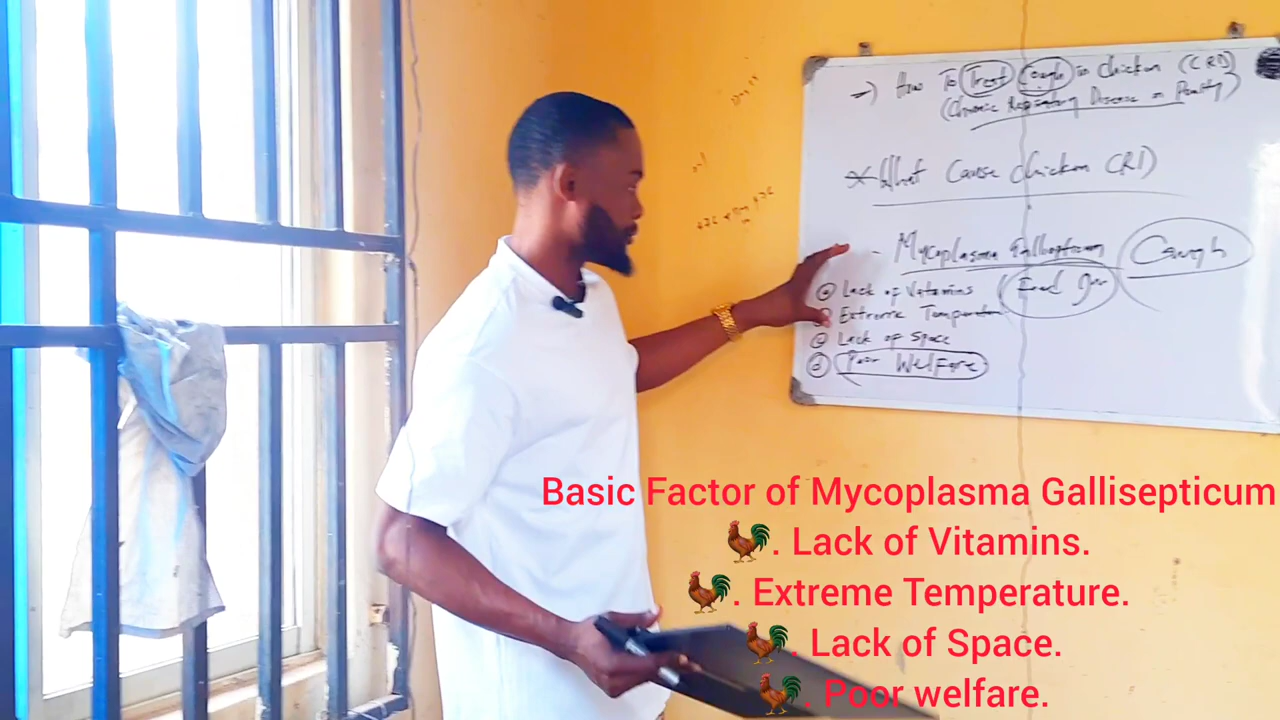 →) How To Treat Cough in chicken (CRD)
(Chronic Respiratory Disease in Poultry)
* What Cause chicken CRD
- Mycoplasma Gallisepticum Cough
ⓐ Lack of Vitamins
Extreme Temperature
ⓒ Lack of Space
ⓓ Poor Welfare
Basic Factor of Mycoplasma Gallisepticum
🐓. Lack of Vitamins.
🐓. Extreme Temperature.
🐓. Lack of Space.
🐓. Poor welfare.